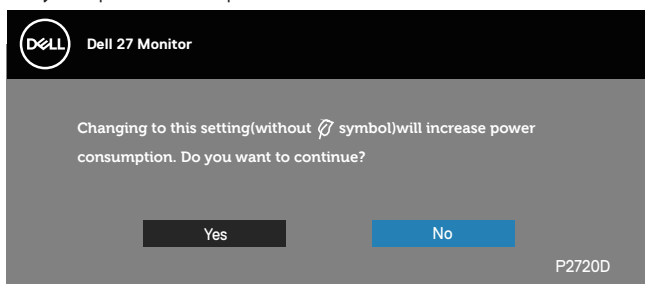 DELL
Dell 27 Monitor
Changing to this setting(without symbol)will increase power
consumption. Do you want to continue?
Yes
No
P2720D